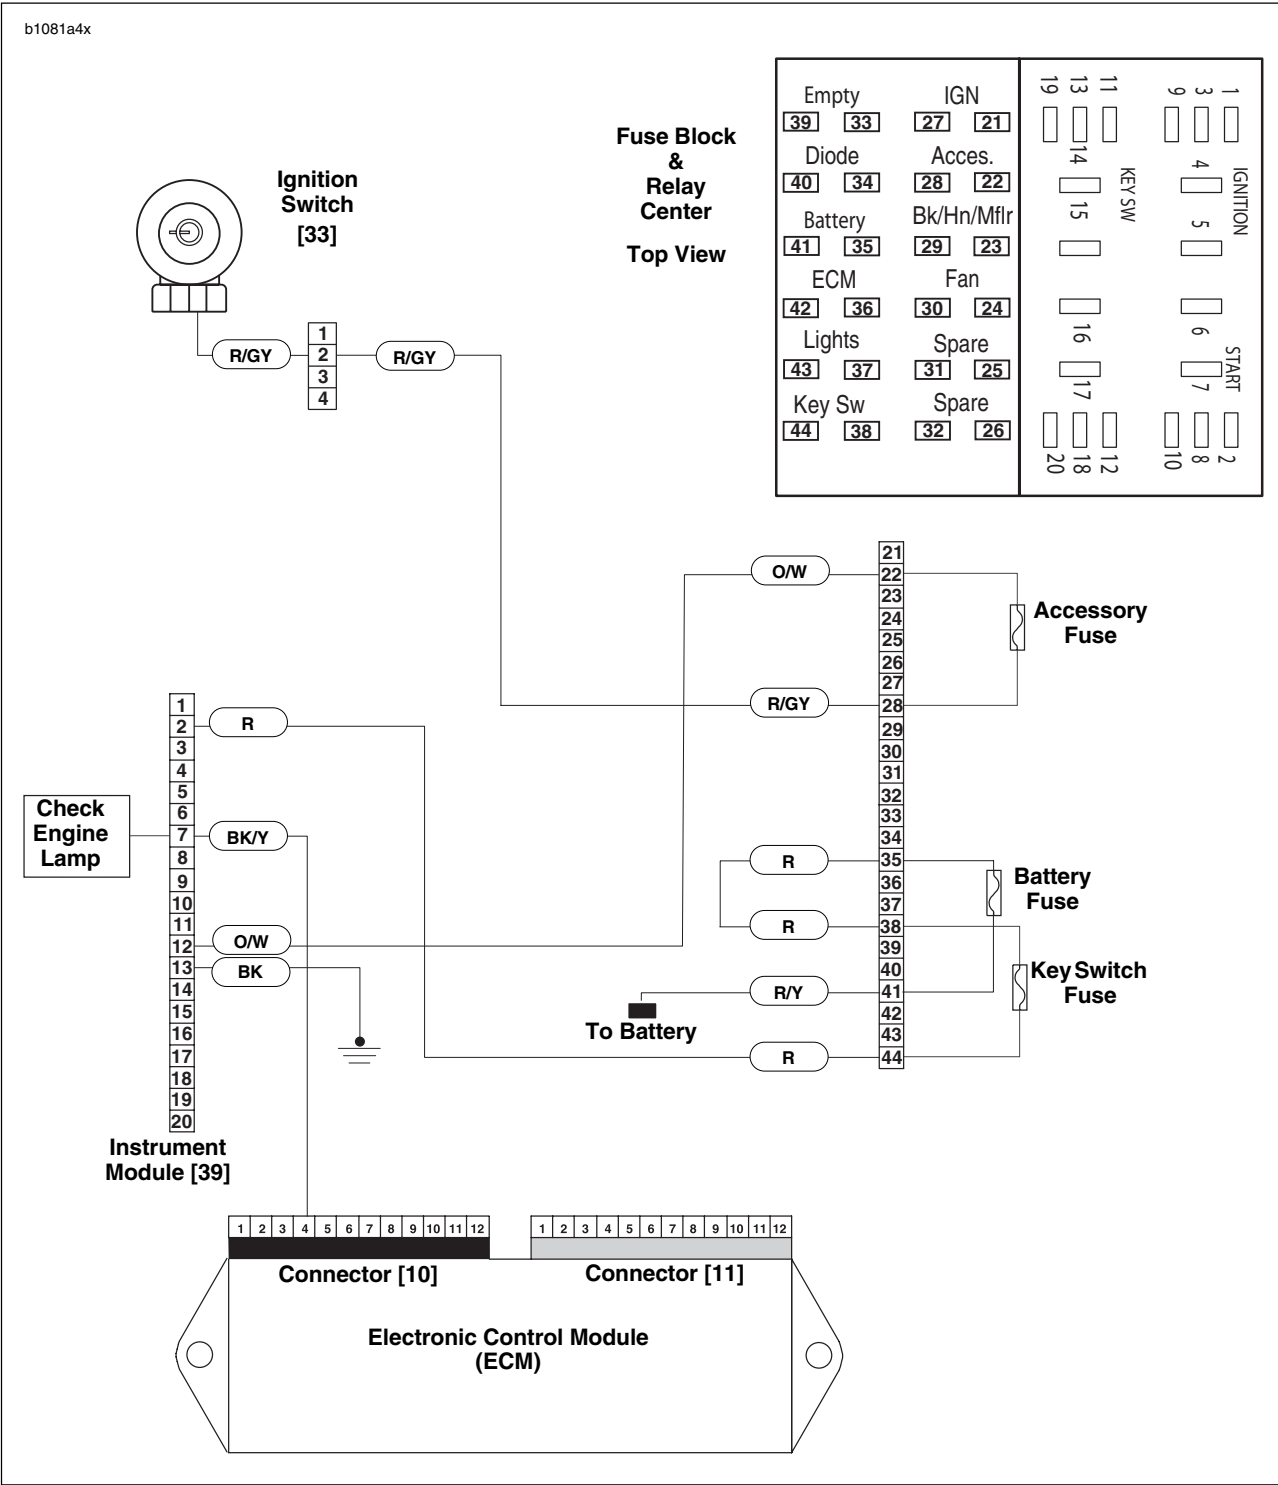 b1081a4x
Fuse Block
&
Relay
Center
Top View
Empty IGN
39 33 27 21
Diode Acces.
40 34 28 22
Battery Bk/Hn/Mflr
41 35 29 23
ECM Fan
42 36 30 24
Lights Spare
43 37 31 25
Key Sw Spare
44 38 32 26
19 13 11 9 3 1
14 4
KEY SW IGNITION
15 5
16 6
START
17 7
20 18 12 10 8 2
Ignition
Switch
[33]
R/GY
1
2
3
4
R/GY
O/W
R/GY
21
22
23
24
25
26
27
28
29
30
31
32
33
34
35
36
37
38
39
40
41
42
43
44
Accessory
Fuse
Battery
Fuse
Key Switch
Fuse
R
R
R/Y
To Battery
R
1
2
3
4
5
6
7
8
9
10
11
12
13
14
15
16
17
18
19
20
R
BK/Y
O/W
BK
Check
Engine
Lamp
Instrument
Module [39]
1 2 3 4 5 6 7 8 9 10 11 12
1 2 3 4 5 6 7 8 9 10 11 12
Connector [10]
Connector [11]
Electronic Control Module
(ECM)